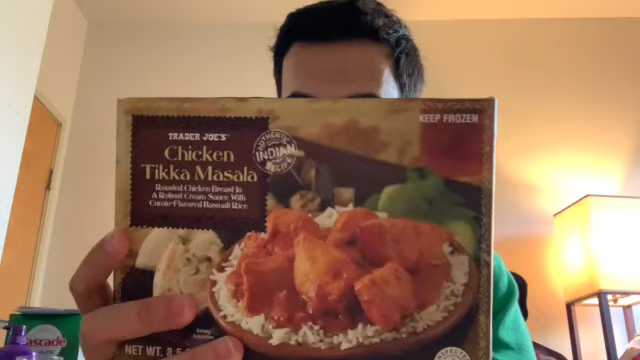 TRADER JOE'S
KEEP FROZEN
AUTHENTIC
INDIAN
RECIPE
Chicken
Tikka Masala
Roasted Chicken Breast In
A Robust Cream Sauce With
Cumin-Flavored Basmati Rice
NET WT. 8.5
ascade